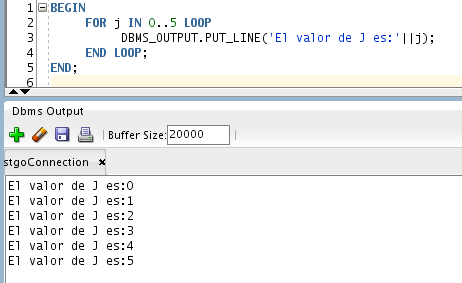 1 BEGIN
2 FOR j IN 0..5 LOOP
3 DBMS_OUTPUT.PUT_LINE('El valor de J es:'||j);
4 END LOOP;
5 END;
6
Dbms Output
Buffer Size: 20000
stgoConnection
El valor de J es:0
El valor de J es:1
El valor de J es:2
El valor de J es:3
El valor de J es:4
El valor de J es:5